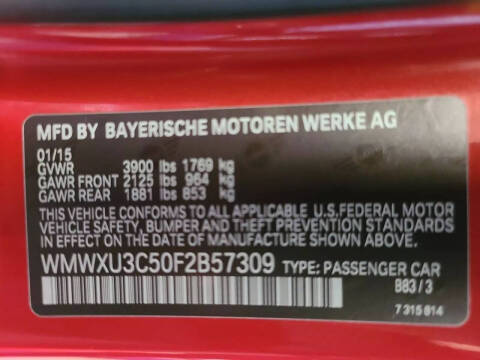 MFD BY BAYERISCHE MOTOREN WERKE AG
01/15
GVWR 3900 lbs 1769 kg
GAWR FRONT 2125 lbs 964 kg
GAWR REAR 1881 lbs 853 kg
THIS VEHICLE CONFORMS TO ALL APPLICABLE U.S.FEDERAL MOTOR
VEHICLE SAFETY, BUMPER AND THEFT PREVENTION STANDARDS
IN EFFECT ON THE DATE OF MANUFACTURE SHOWN ABOVE.
WMWXU3C50F2B57309 TYPE: PASSENGER CAR
B83 / 3
7 315 814